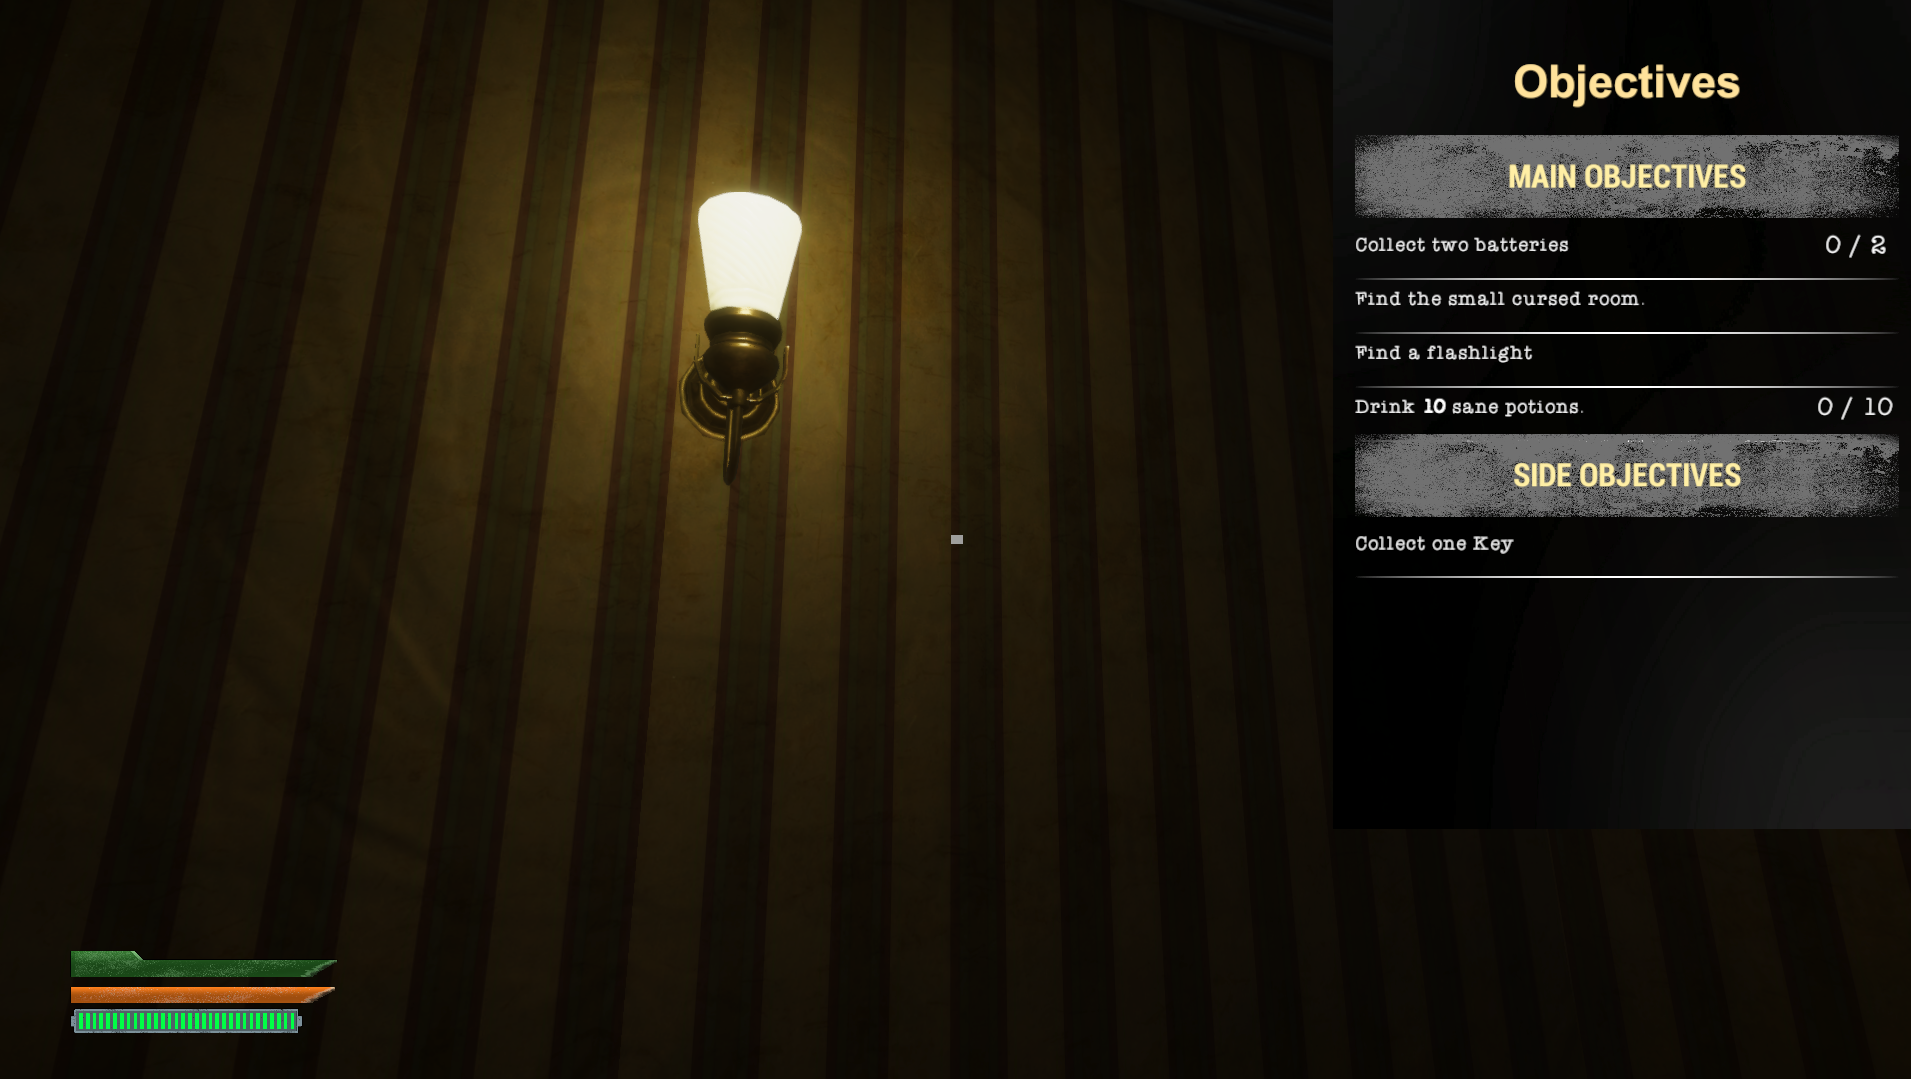 Objectives
MAIN OBJECTIVES
Collect two batteries 0 / 2
Find the small cursed room.
Find a flashlight
Drink 10 sane potions. 0 / 10
SIDE OBJECTIVES
Collect one Key